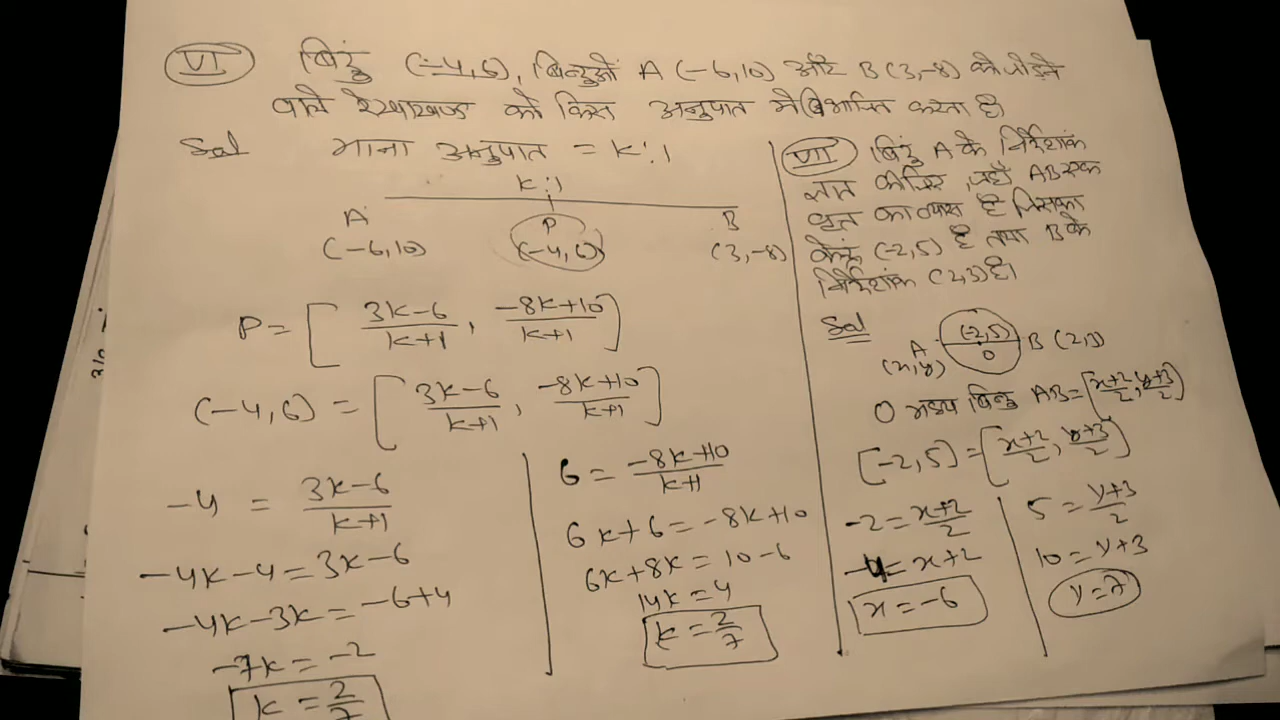 VI बिंदु (-4,6), बिन्दुओं A (-6,10) और B (3,-8) को जोड़ने
वाले रेखाखण्ड को किस अनुपात में विभाजित करता है।
Sol माना अनुपात = K:1
K:1
A P B
(-6,10) (-4,6) (3,-8)
P = [ 3K-6/K+1 , -8K+10/K+1 ]
(-4,6) = [ 3K-6/K+1 , -8K+10/K+1 ]
-4 = 3K-6/K+1
-4K-4 = 3K-6
-4K-3K = -6+4
-7K = -2
K = 2/7
6 = -8K+10/K+1
6K+6 = -8K+10
6K+8K = 10-6
14K = 4
K = 2/7
VII बिंदु A के निर्देशांक
ज्ञात कीजिए, जहाँ AB एक
वृत्त का व्यास है जिसका
केन्द्र (-2,5) है तथा B के
निर्देशांक (2,3) है।
Sol
A (2,5) B (2,3)
(x,y) O
O मध्य बिन्दु AB = [x+2/2, y+3/2]
[-2,5] = [x+2/2, y+3/2]
-2 = x+2/2
-4 = x+2
x = -6
5 = y+3/2
10 = y+3
y = 7